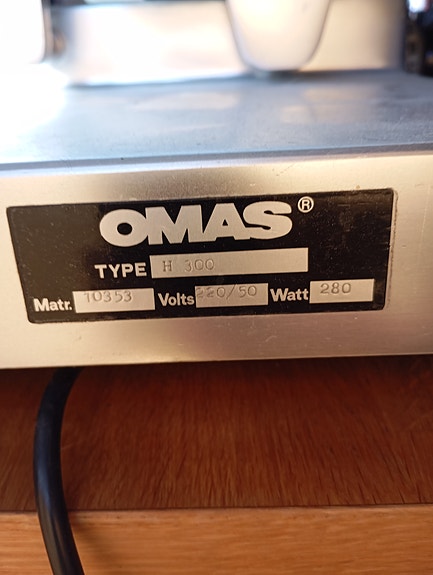 OMAS®
TYPE H 300
Matr. 10353 Volts 220/50 Watt 280